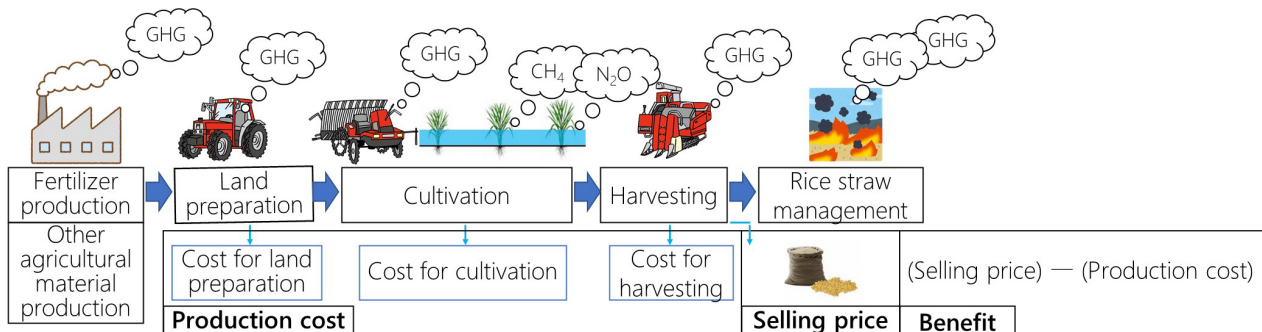 GHG
GHG
GHG
CH₄
N₂O
GHG
GHG
GHG
Fertilizer
production
Land
preparation
Cultivation
Harvesting
Rice straw
management
Other
agricultural
material
production
Cost for land
preparation
Cost for cultivation
Cost for
harvesting
(Selling price) — (Production cost)
Production cost
Selling price
Benefit